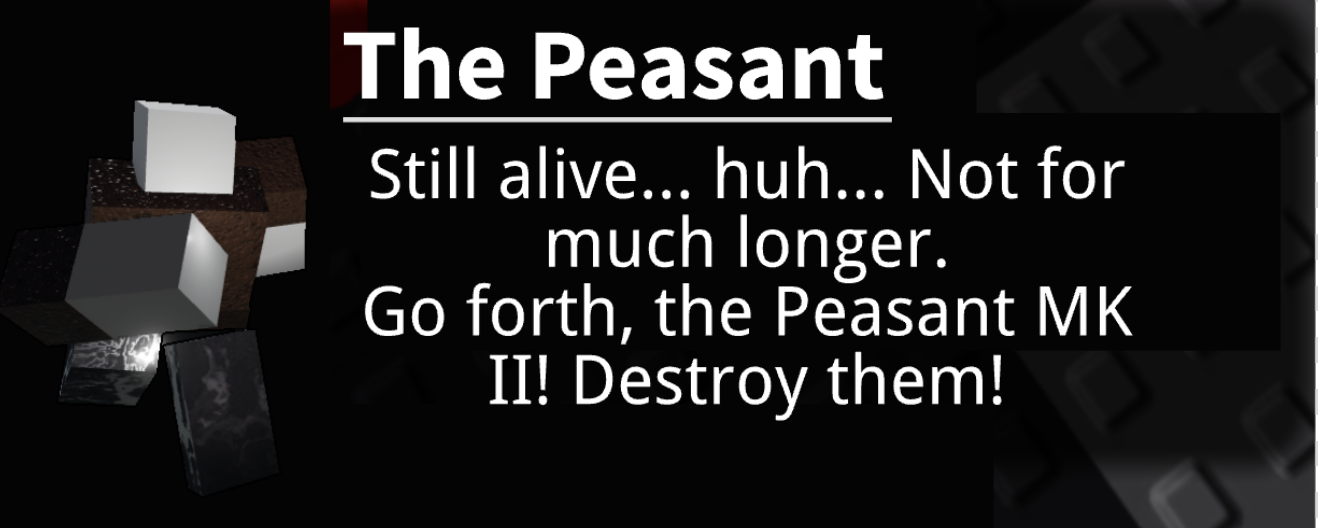 The Peasant
Still alive... huh... Not for
much longer.
Go forth, the Peasant MK
II! Destroy them!